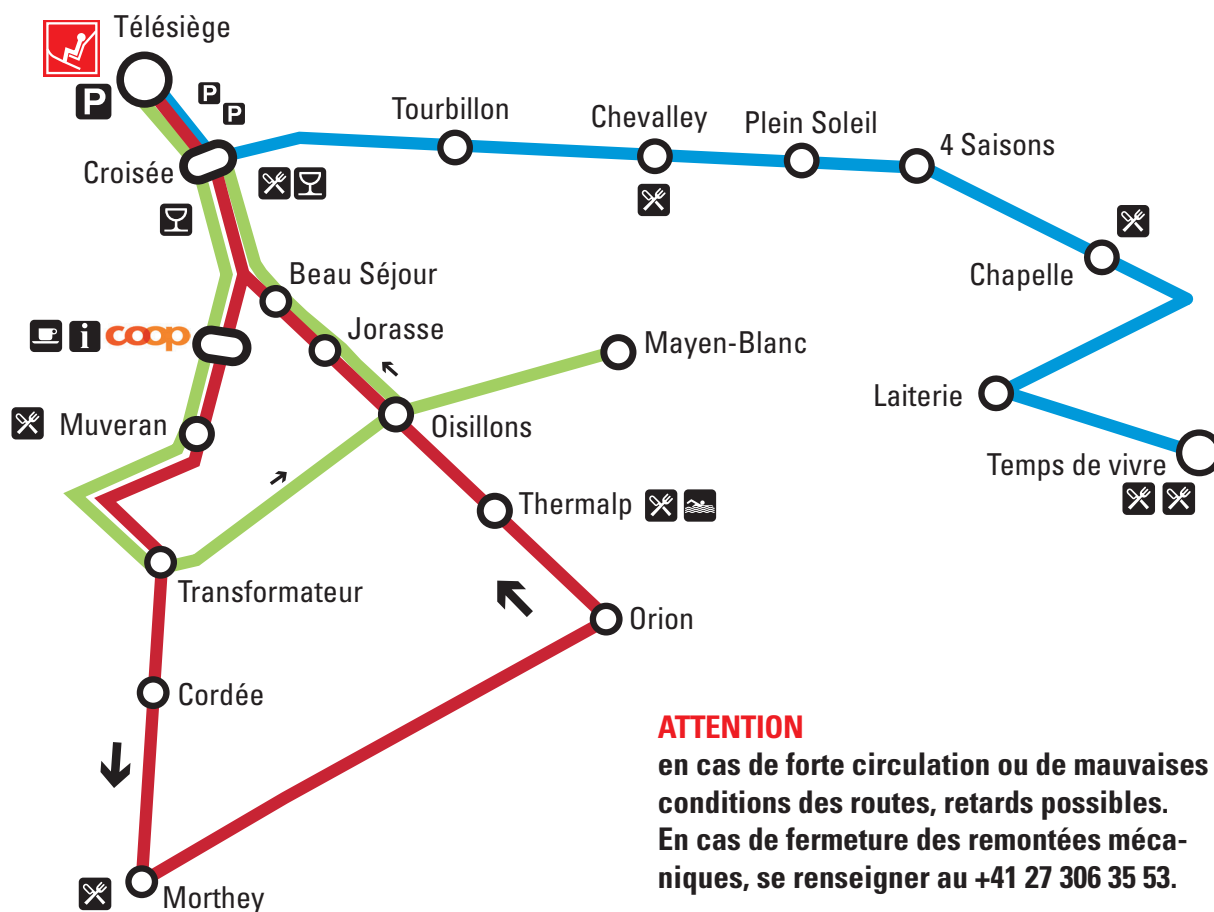 Télésiège
P
P
P
Tourbillon
Chevalley
Plein Soleil
4 Saisons
Croisée
Chapelle
Beau Séjour
i coop
Jorasse
Mayen-Blanc
Laiterie
Muveran
Oisillons
Temps de vivre
Thermalp
Transformateur
Orion
Cordée
Morthey
ATTENTION
en cas de forte circulation ou de mauvaises
conditions des routes, retards possibles.
En cas de fermeture des remontées méca-
niques, se renseigner au +41 27 306 35 53.